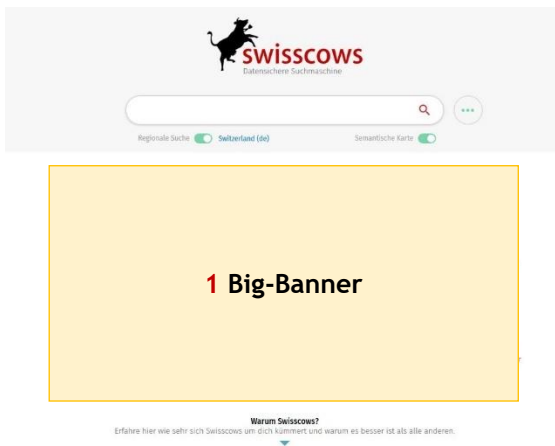 swisscows
Datensichere Suchmaschine
Regionale Suche Switzerland (de) Semantische Karte
1 Big-Banner
Warum Swisscows?
Erfahre hier wie sehr sich Swisscows um dich kümmert und warum es besser ist als alle anderen.